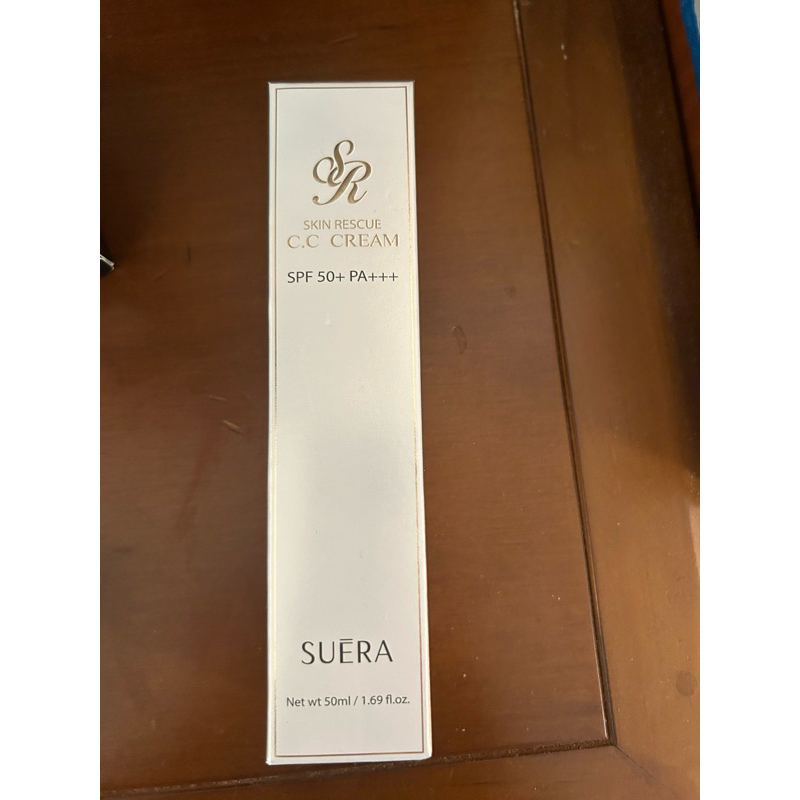 SR
SKIN RESCUE
C.C CREAM
SPF 50+ PA+++
SUĒRA
Net wt 50ml / 1.69 fl.oz.